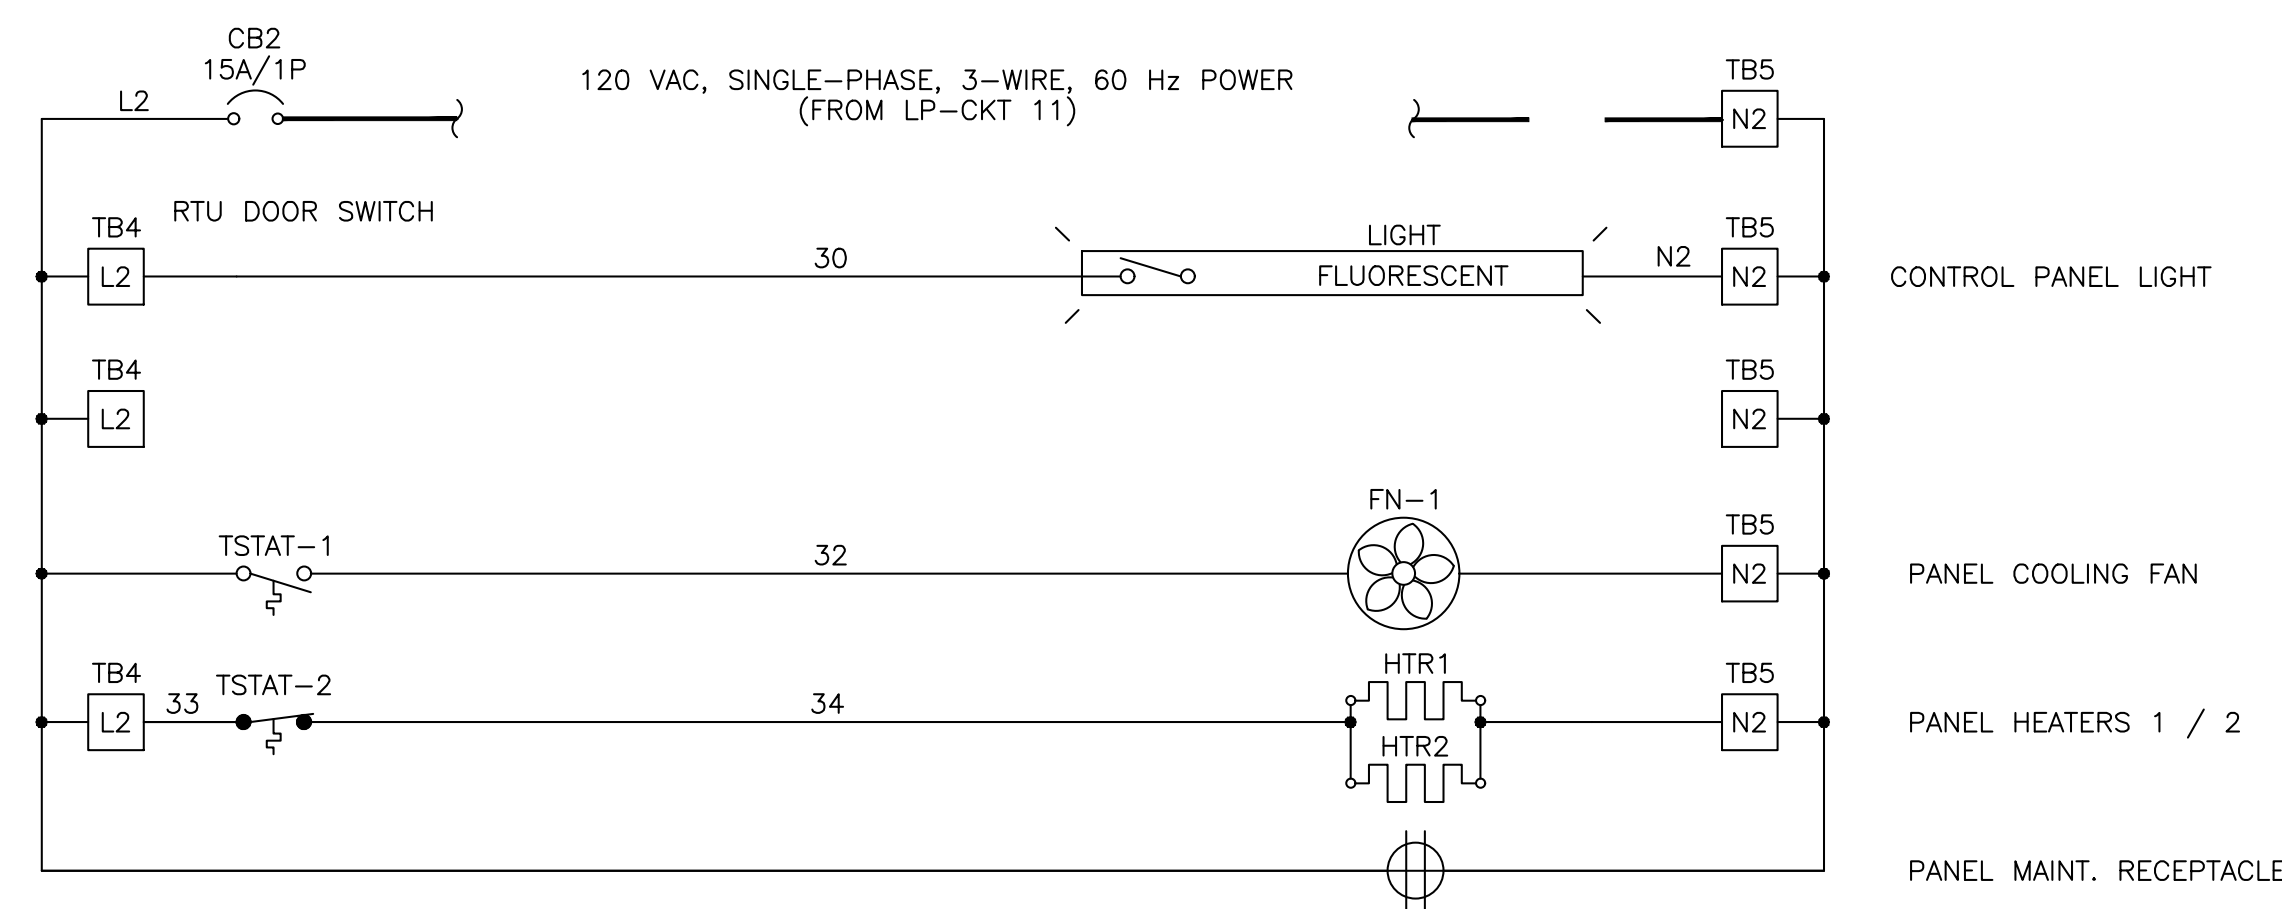 CB2
15A/1P
120 VAC, SINGLE-PHASE, 3-WIRE, 60 Hz POWER
(FROM LP-CKT 11)
TB5
L2
N2
RTU DOOR SWITCH
TB4
LIGHT
TB5
L2
30
FLUORESCENT
N2
N2
CONTROL PANEL LIGHT
TB4
TB5
L2
N2
FN-1
TSTAT-1
32
TB5
N2
PANEL COOLING FAN
TB4
33
TSTAT-2
34
HTR1
TB5
L2
N2
PANEL HEATERS 1 / 2
HTR2
PANEL MAINT. RECEPTACLE